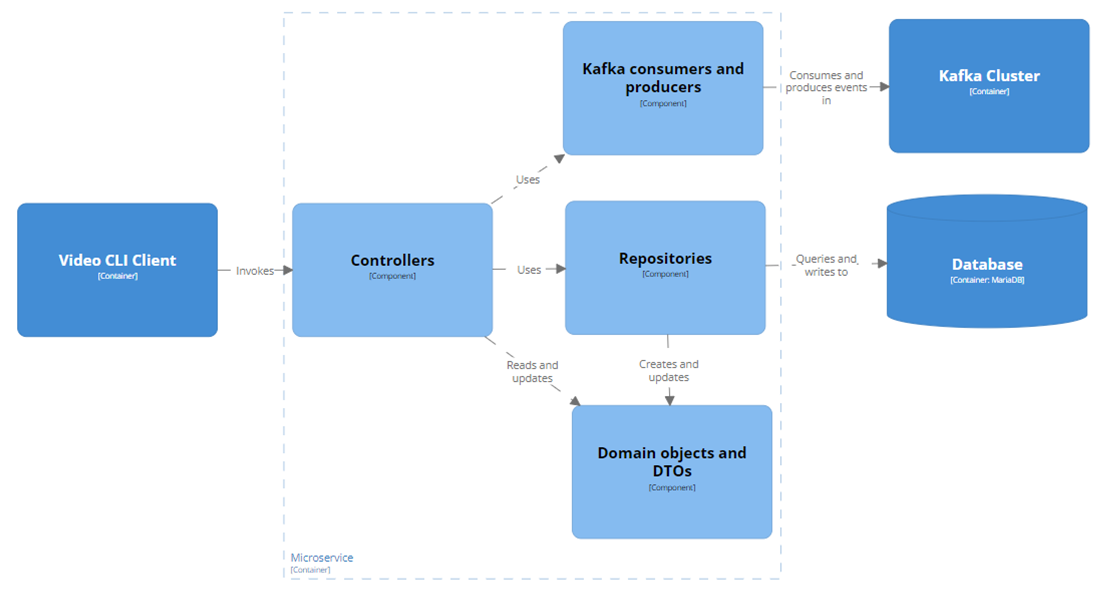 Kafka consumers and
producers
[Component]
Consumes and
produces events
in
Kafka Cluster
[Container]
Uses
Video CLI Client
[Container]
Invokes
Controllers
[Component]
Uses
Repositories
[Component]
Queries and
writes to
Database
[Container: MariaDB]
Reads and
updates
Creates and
updates
Domain objects and
DTOs
[Component]
Microservice
[Container]